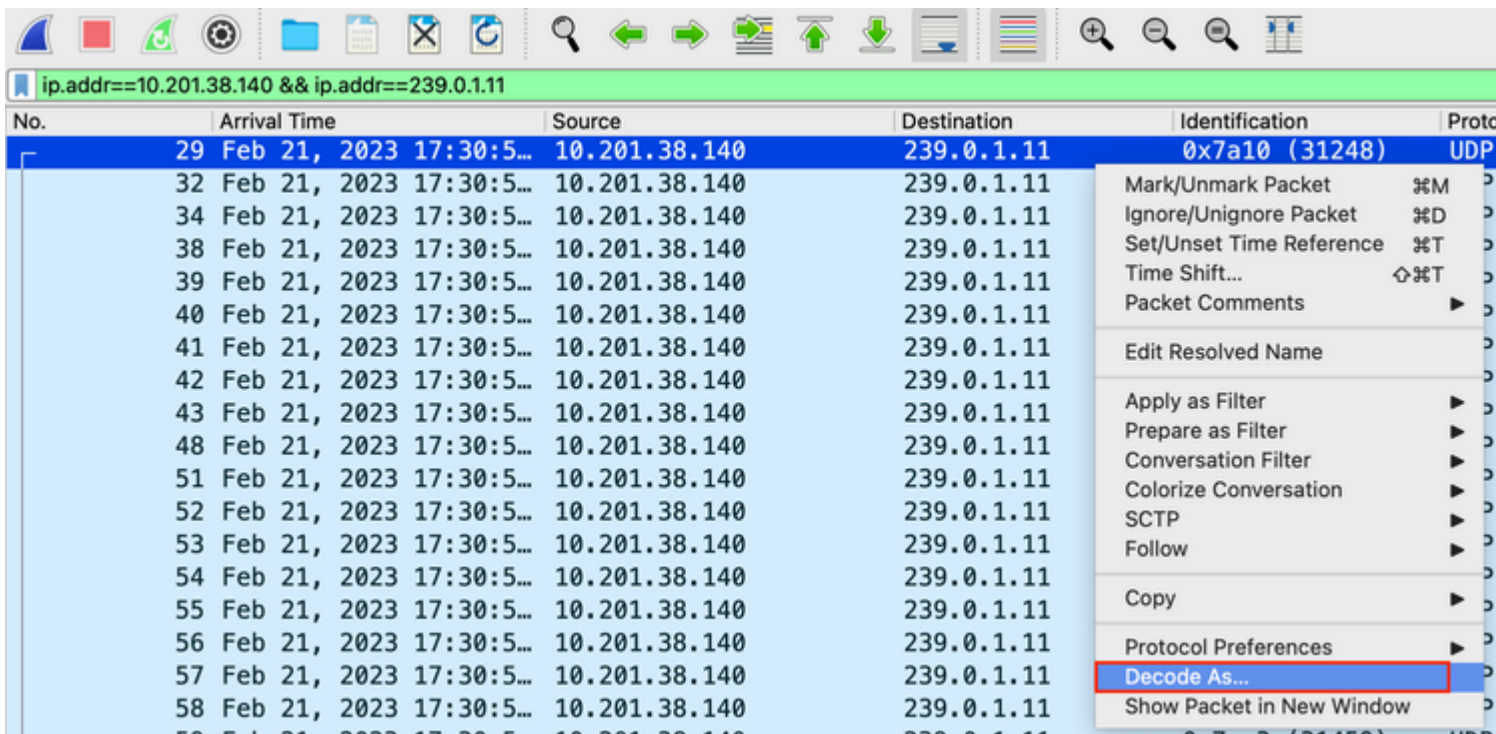 ip.addr==10.201.38.140 && ip.addr==239.0.1.11
No. Arrival Time Source Destination Identification Proto
29 Feb 21, 2023 17:30:5… 10.201.38.140 239.0.1.11 0x7a10 (31248) UDP
32 Feb 21, 2023 17:30:5… 10.201.38.140 239.0.1.11
34 Feb 21, 2023 17:30:5… 10.201.38.140 239.0.1.11
38 Feb 21, 2023 17:30:5… 10.201.38.140 239.0.1.11
39 Feb 21, 2023 17:30:5… 10.201.38.140 239.0.1.11
40 Feb 21, 2023 17:30:5… 10.201.38.140 239.0.1.11
41 Feb 21, 2023 17:30:5… 10.201.38.140 239.0.1.11
42 Feb 21, 2023 17:30:5… 10.201.38.140 239.0.1.11
43 Feb 21, 2023 17:30:5… 10.201.38.140 239.0.1.11
48 Feb 21, 2023 17:30:5… 10.201.38.140 239.0.1.11
51 Feb 21, 2023 17:30:5… 10.201.38.140 239.0.1.11
52 Feb 21, 2023 17:30:5… 10.201.38.140 239.0.1.11
53 Feb 21, 2023 17:30:5… 10.201.38.140 239.0.1.11
54 Feb 21, 2023 17:30:5… 10.201.38.140 239.0.1.11
55 Feb 21, 2023 17:30:5… 10.201.38.140 239.0.1.11
56 Feb 21, 2023 17:30:5… 10.201.38.140 239.0.1.11
57 Feb 21, 2023 17:30:5… 10.201.38.140 239.0.1.11
58 Feb 21, 2023 17:30:5… 10.201.38.140 239.0.1.11
Mark/Unmark Packet ⌘M
Ignore/Unignore Packet ⌘D
Set/Unset Time Reference ⌘T
Time Shift... ⇧⌘T
Packet Comments
Edit Resolved Name
Apply as Filter
Prepare as Filter
Conversation Filter
Colorize Conversation
SCTP
Follow
Copy
Protocol Preferences
Decode As...
Show Packet in New Window